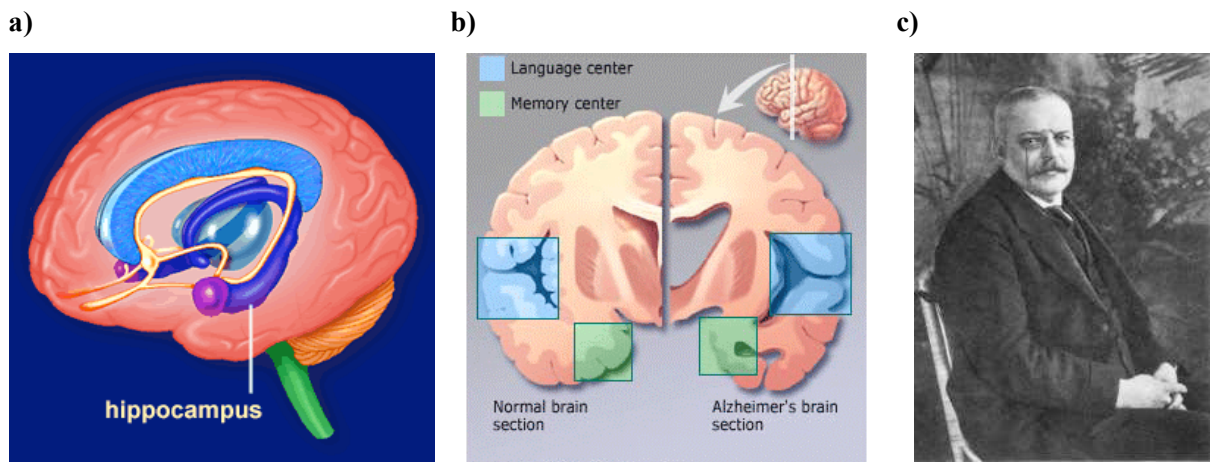 a)
b)
c)
hippocampus
Language center
Memory center
Normal brain
section
Alzheimer's brain
section